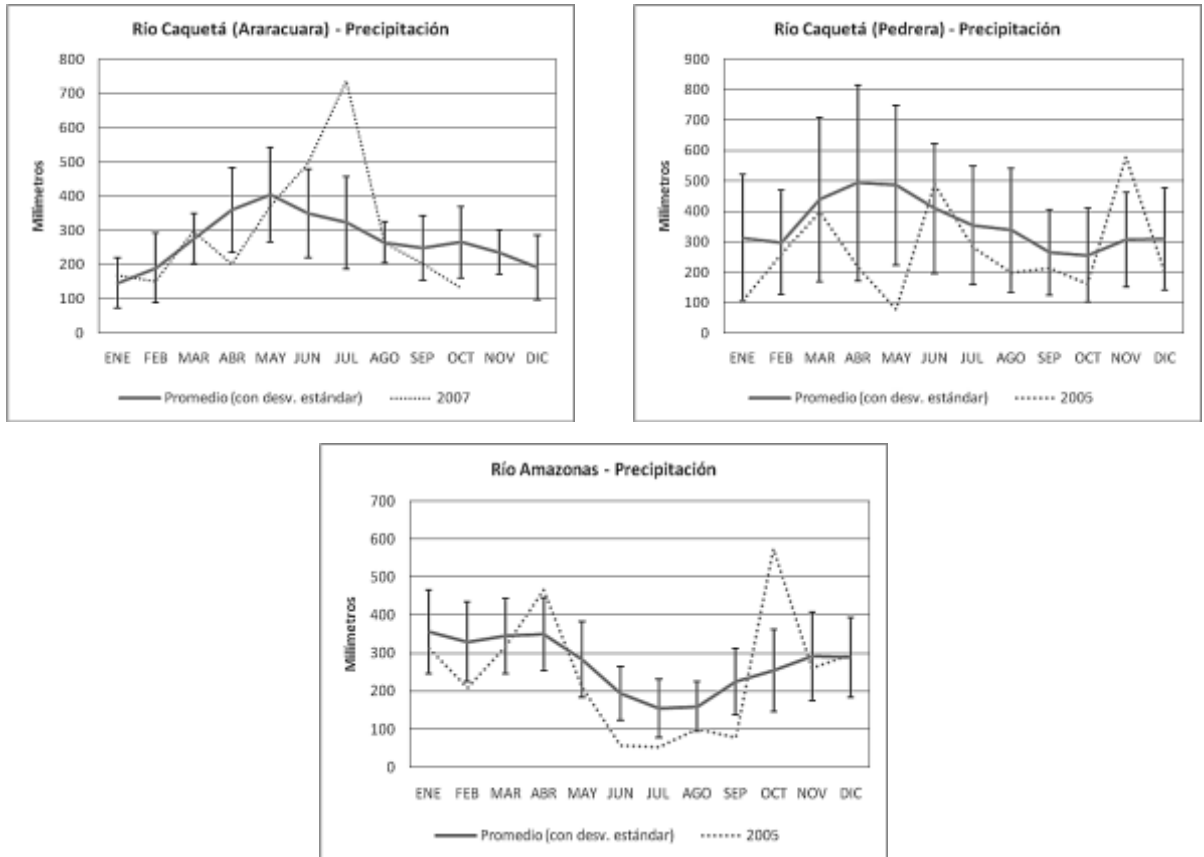 Río Caquetá (Araracuara) - Precipitación
800
700
600
500
400
300
200
100
0
Milímetros
ENE FEB MAR ABR MAY JUN JUL AGO SEP OCT NOV DIC
Promedio (con desv. estándar) 2007
Río Caquetá (Pedrera) - Precipitación
900
800
700
600
500
400
300
200
100
0
Milímetros
ENE FEB MAR ABR MAY JUN JUL AGO SEP OCT NOV DIC
Promedio (con desv. estándar) 2005
Río Amazonas - Precipitación
700
600
500
400
300
200
100
0
Milímetros
ENE FEB MAR ABR MAY JUN JUL AGO SEP OCT NOV DIC
Promedio (con desv. estándar) 2005